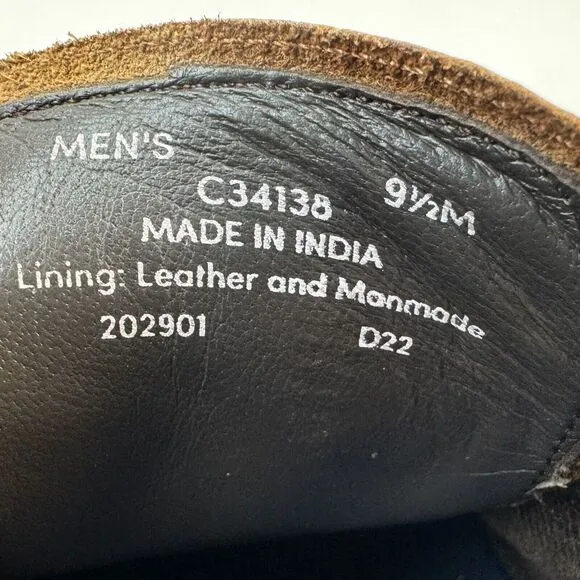 MEN'S
C34138 9½M
MADE IN INDIA
Lining: Leather and Manmade
202901 D22